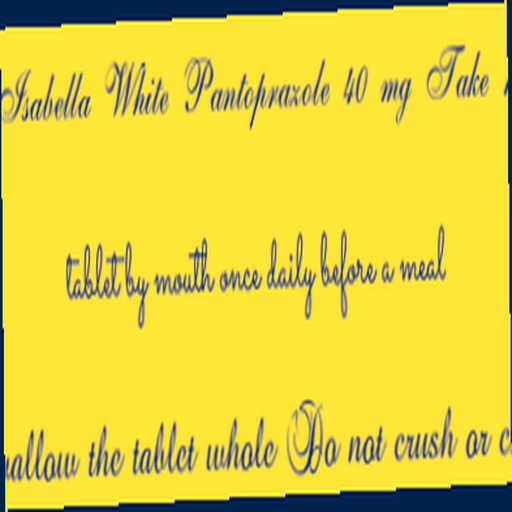 Isabella White Pantoprazole 40 mg Take
tablet by mouth once daily before a meal
the tablet whole Do not crush or